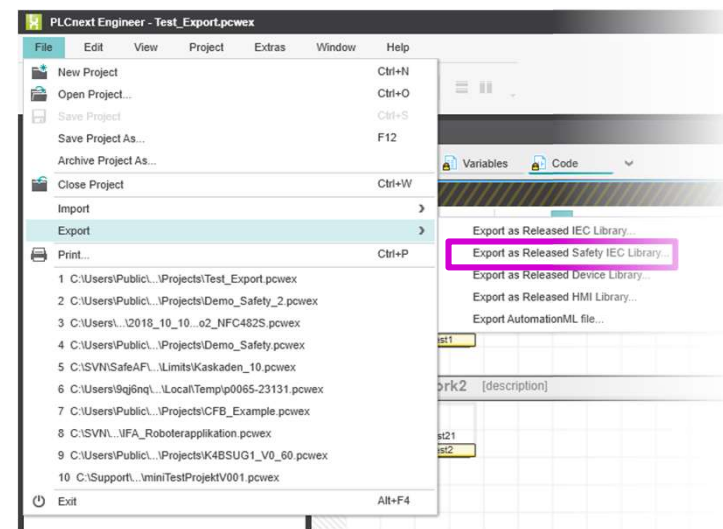 PLCnext Engineer - Test_Export.pcwex
File Edit View Project Extras Window Help
New Project Ctrl+N
Open Project... Ctrl+O
Save Project Ctrl+S
Save Project As... F12
Archive Project As...
Variables Code
Close Project Ctrl+W
Import
Export
Export as Released IEC Library...
Export as Released Safety IEC Library...
Export as Released Device Library...
Export as Released HMI Library...
Export AutomationML file...
Print... Ctrl+P
1 C:\Users\Public\...\Projects\Test_Export.pcwex
2 C:\Users\Public\...\Projects\Demo_Safety_2.pcwex
3 C:\Users\...\2018_10_10...o2_NFC482S.pcwex
4 C:\Users\Public\...\Projects\Demo_Safety.pcwex
5 C:\SVN\SafeAF\...\Limits\Kaskaden_10.pcwex
6 C:\Users\9qj6nq\...\Local\Temp\p0065-23131.pcwex
7 C:\Users\Public\...\Projects\CFB_Example.pcwex
8 C:\SVN\...\IFA_Roboterapplikation.pcwex
9 C:\Users\Public\...\Projects\K4BSUG1_V0_60.pcwex
10 C:\Support\...\miniTestProjektV001.pcwex
Exit Alt+F4
est1
ork2 [description]
st21
est2